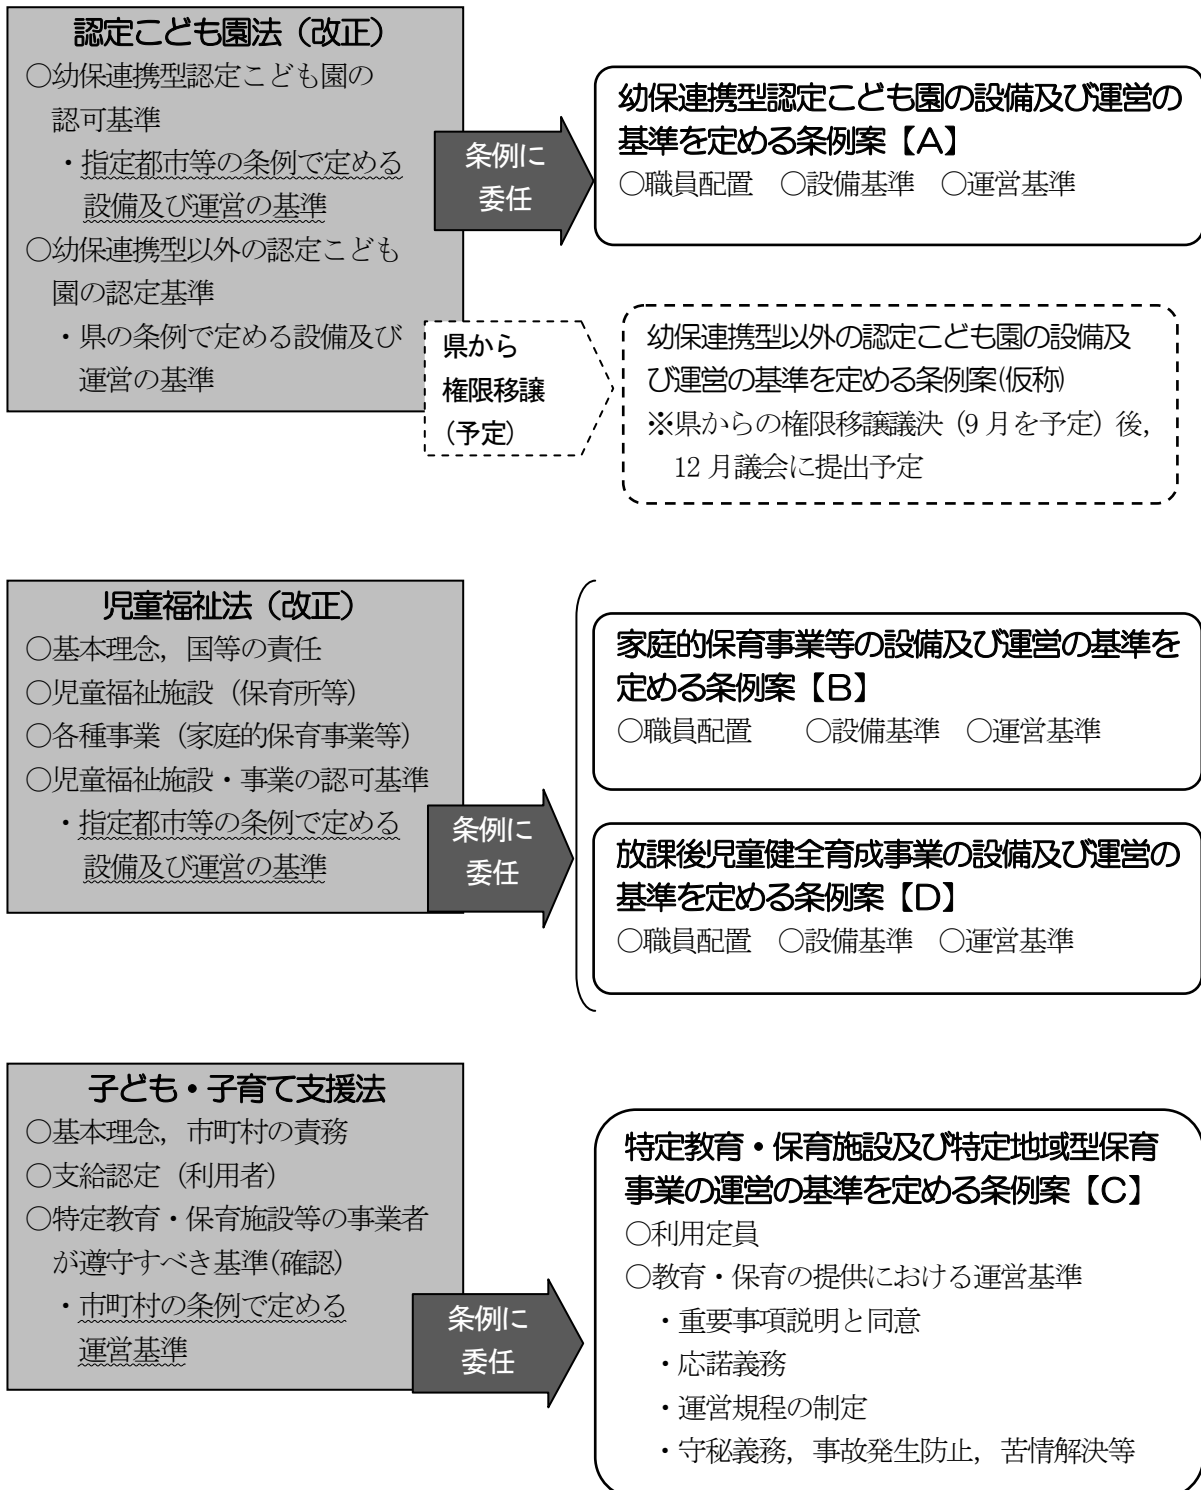 認定こども園法（改正）
○幼保連携型認定こども園の
認可基準
・指定都市等の条例で定める
設備及び運営の基準
○幼保連携型以外の認定こども
園の認定基準
・県の条例で定める設備及び
運営の基準
条例に
委任
幼保連携型認定こども園の設備及び運営の
基準を定める条例案【A】
○職員配置　○設備基準　○運営基準
県から
権限移譲
（予定）
幼保連携型以外の認定こども園の設備及
び運営の基準を定める条例案(仮称)
※県からの権限移譲議決（9月を予定）後，
12月議会に提出予定
児童福祉法（改正）
○基本理念，国等の責任
○児童福祉施設（保育所等）
○各種事業（家庭的保育事業等）
○児童福祉施設・事業の認可基準
・指定都市等の条例で定める
設備及び運営の基準
条例に
委任
家庭的保育事業等の設備及び運営の基準を
定める条例案【B】
○職員配置　　○設備基準　○運営基準
放課後児童健全育成事業の設備及び運営の
基準を定める条例案【D】
○職員配置　○設備基準　○運営基準
子ども・子育て支援法
○基本理念，市町村の責務
○支給認定（利用者）
○特定教育・保育施設等の事業者
が遵守すべき基準(確認)
・市町村の条例で定める
運営基準
条例に
委任
特定教育・保育施設及び特定地域型保育
事業の運営の基準を定める条例案【C】
○利用定員
○教育・保育の提供における運営基準
・重要事項説明と同意
・応諾義務
・運営規程の制定
・守秘義務，事故発生防止，苦情解決等